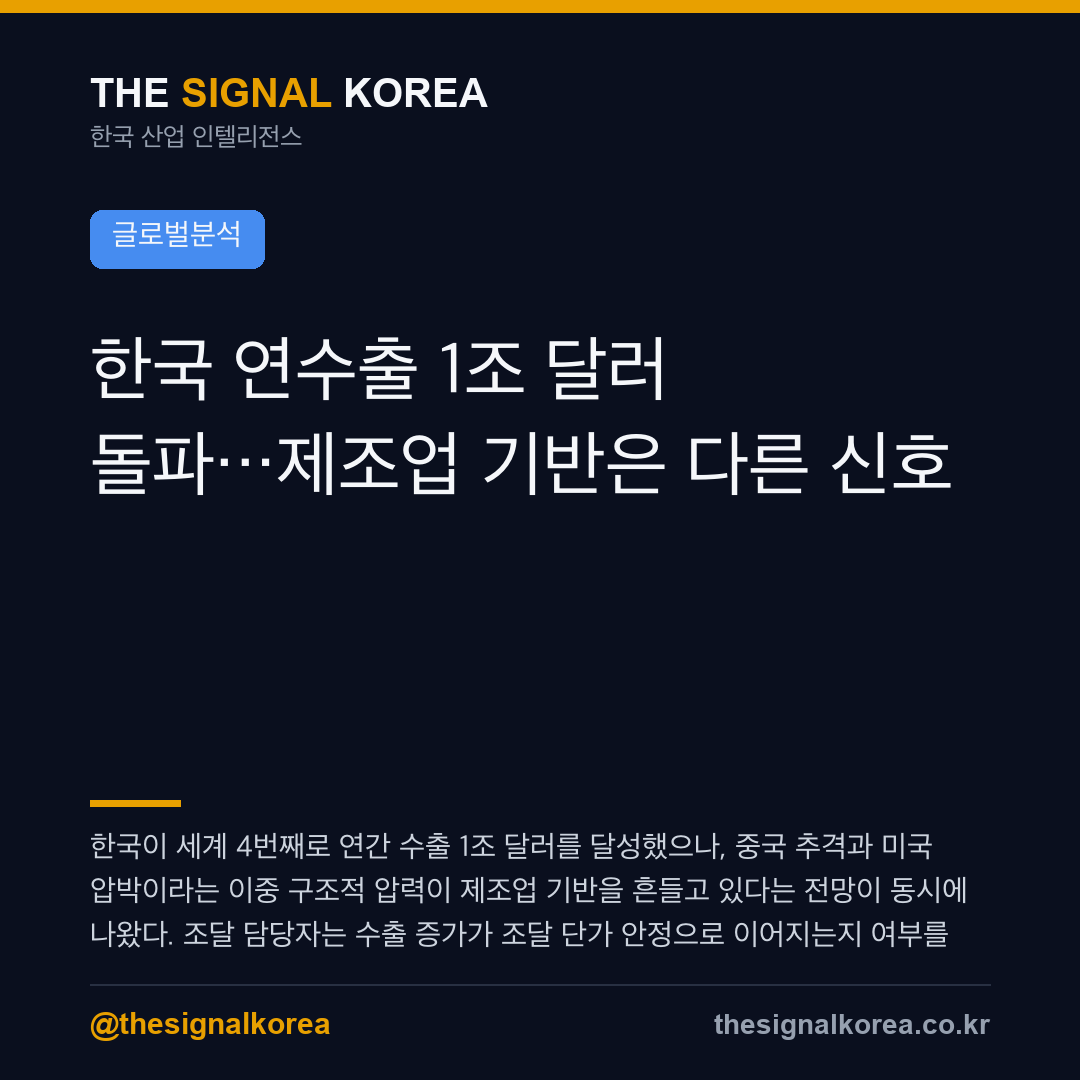 THE SIGNAL KOREA
한국 산업 인텔리전스
글로벌분석
한국 연수출 1조 달러
돌파…제조업 기반은 다른 신호
한국이 세계 4번째로 연간 수출 1조 달러를 달성했으나, 중국 추격과 미국
압박이라는 이중 구조적 압력이 제조업 기반을 흔들고 있다는 전망이 동시에
나왔다. 조달 담당자는 수출 증가가 조달 단가 안정으로 이어지는지 여부를
@thesignalkorea
thesignalkorea.co.kr